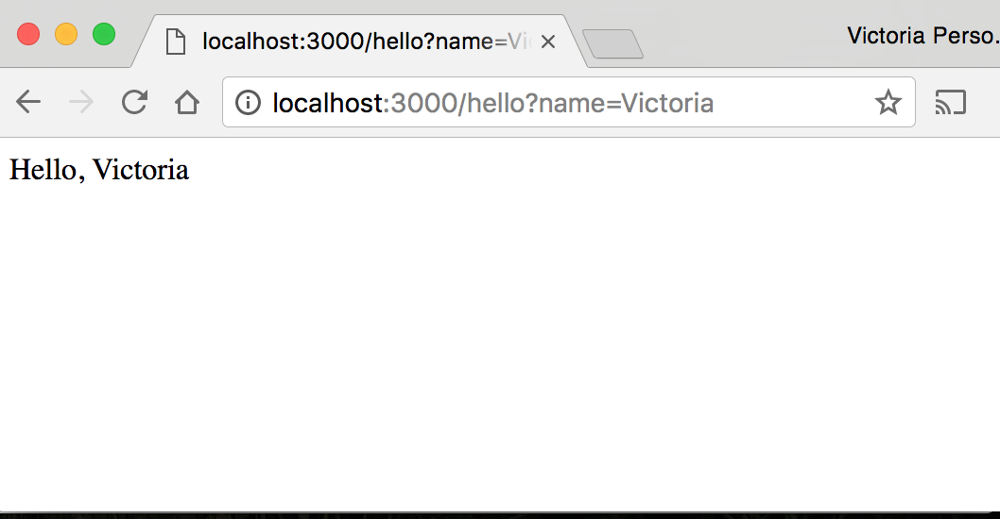 localhost:3000/hello?name=Vi
Victoria Perso.
localhost:3000/hello?name=Victoria
Hello, Victoria